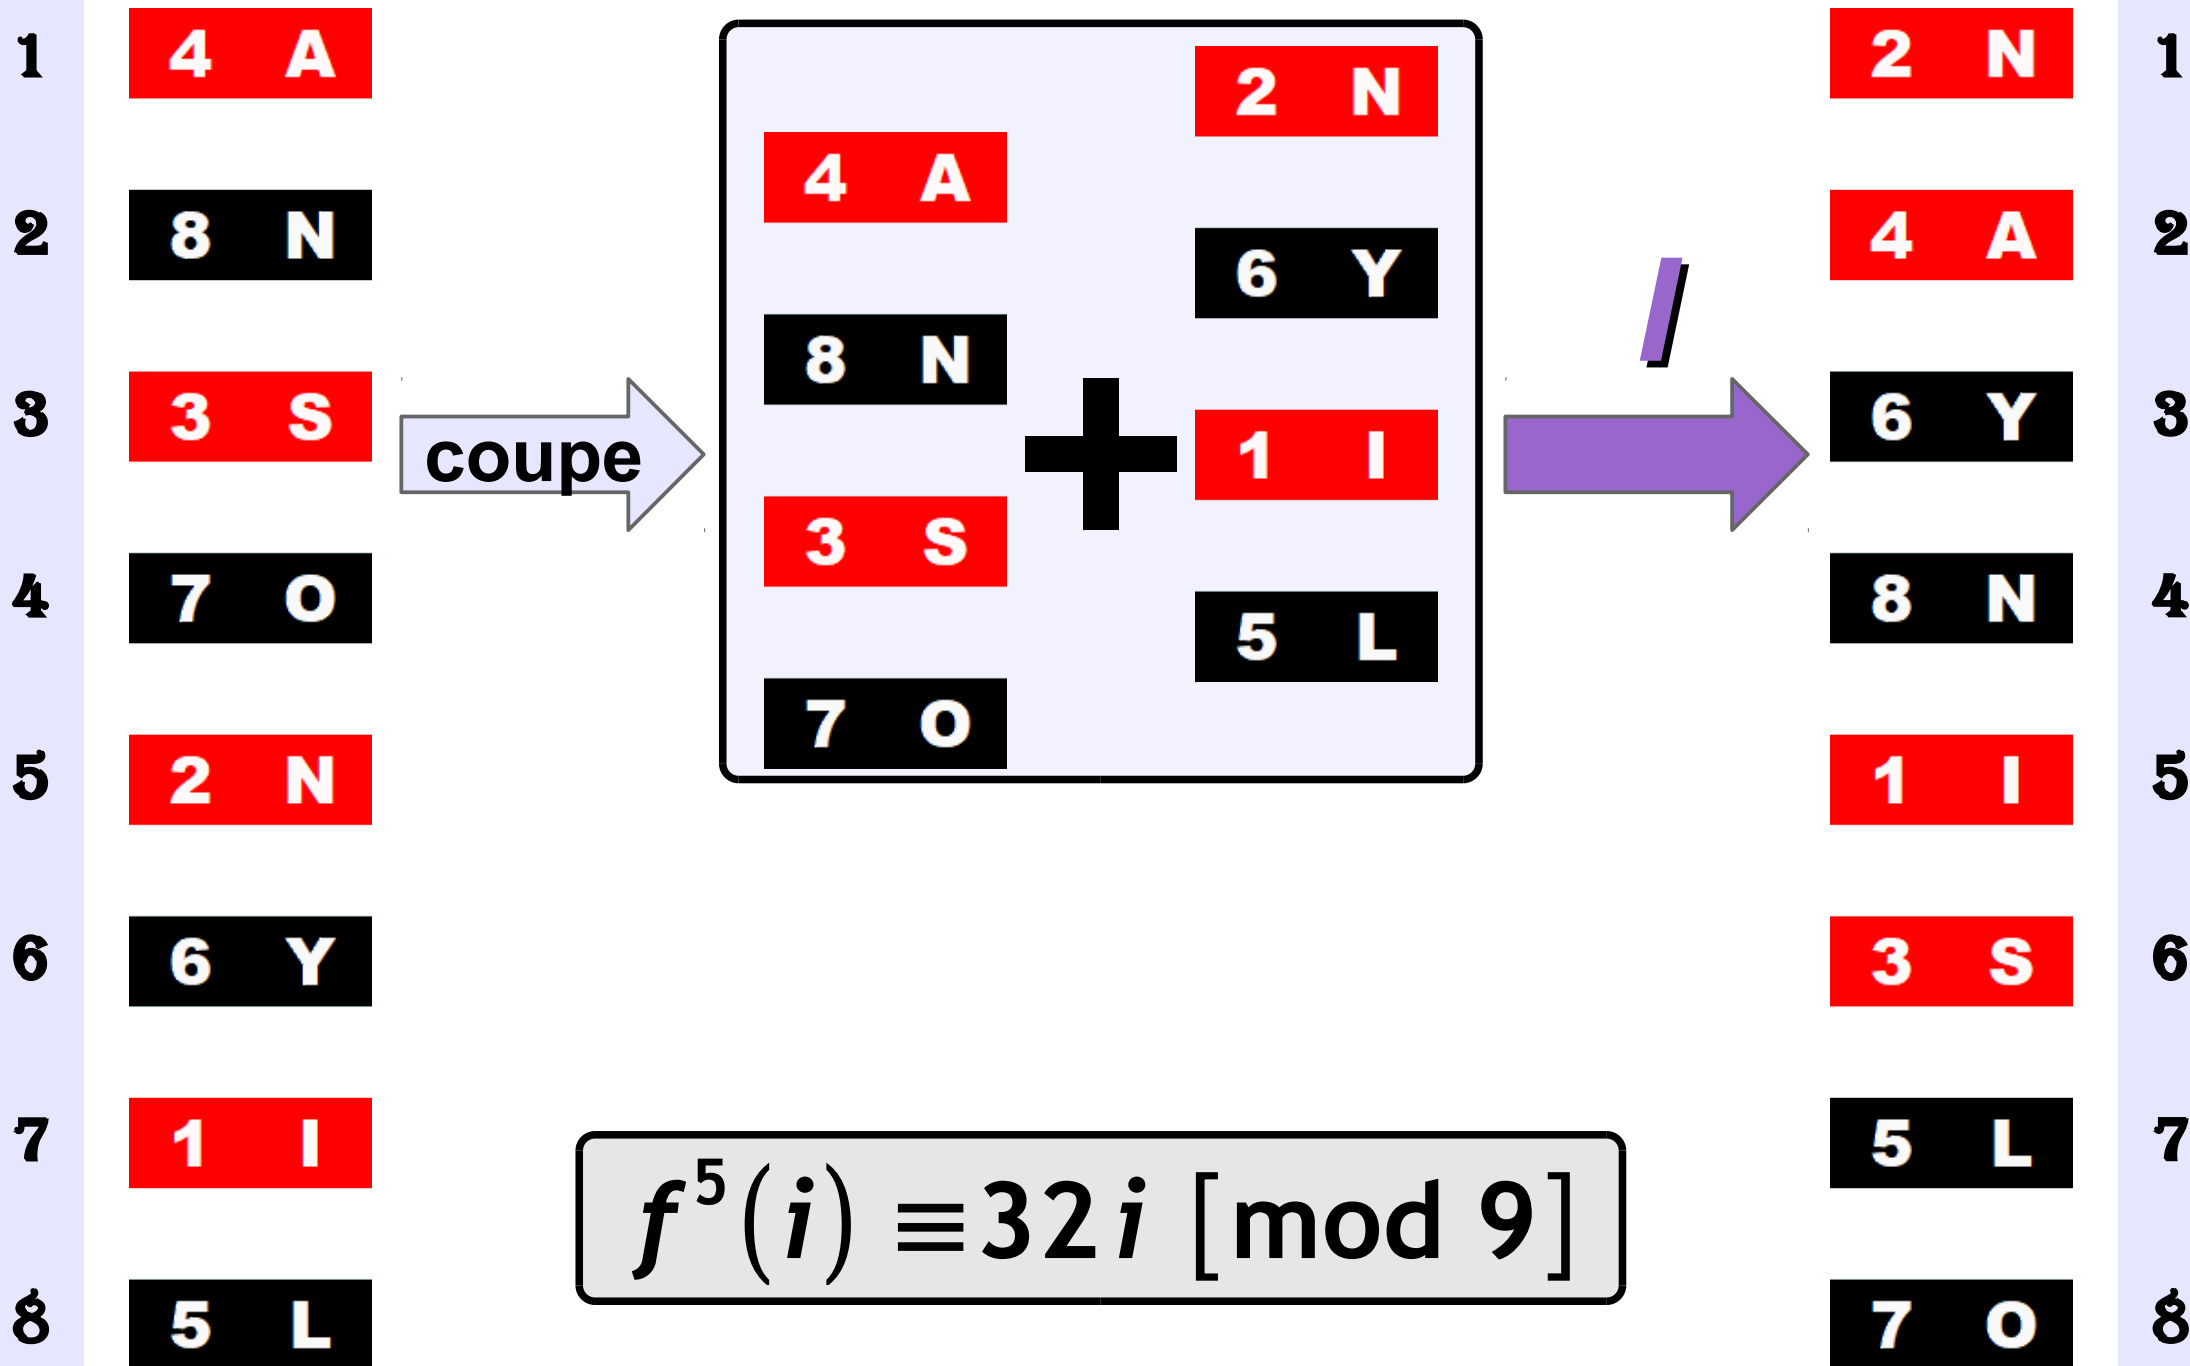 1 4 A
2 8 N
3 3 S
4 7 O
5 2 N
6 6 Y
7 1 I
8 5 L
coupe
4 A
8 N
3 S
7 O
+
2 N
6 Y
1 I
5 L
I
2 N 1
4 A 2
6 Y 3
8 N 4
1 I 5
3 S 6
5 L 7
7 O 8
f⁵(i) ≡32i [mod 9]